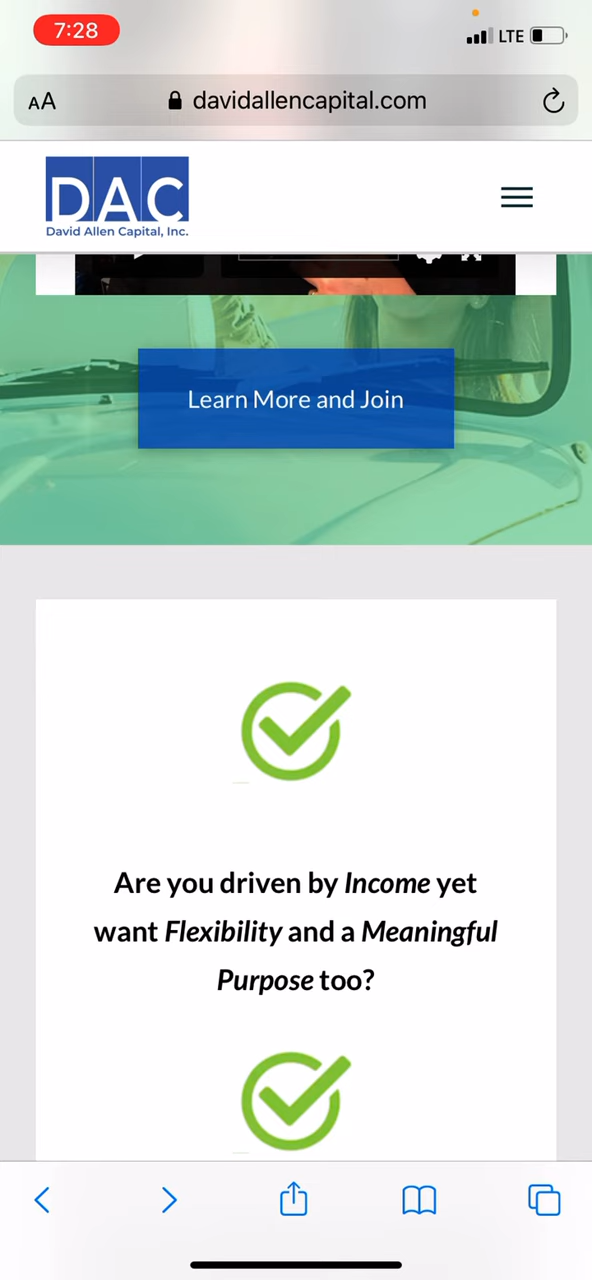 7:28
LTE
AA
davidallencapital.com
DAC
David Allen Capital, Inc.
Learn More and Join
Are you driven by Income yet
want Flexibility and a Meaningful
Purpose too?